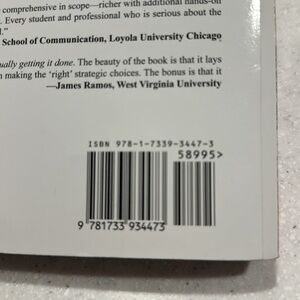 comprehensive in scope—richer with additional hands-on
. Every student and professional who is serious about the
l."
School of Communication, Loyola University Chicago
ually getting it done. The beauty of the book is that it lays
n making the 'right' strategic choices. The bonus is that it
—James Ramos, West Virginia University
ISBN 978-1-7339-3447-3
58995>
9 781733 934473